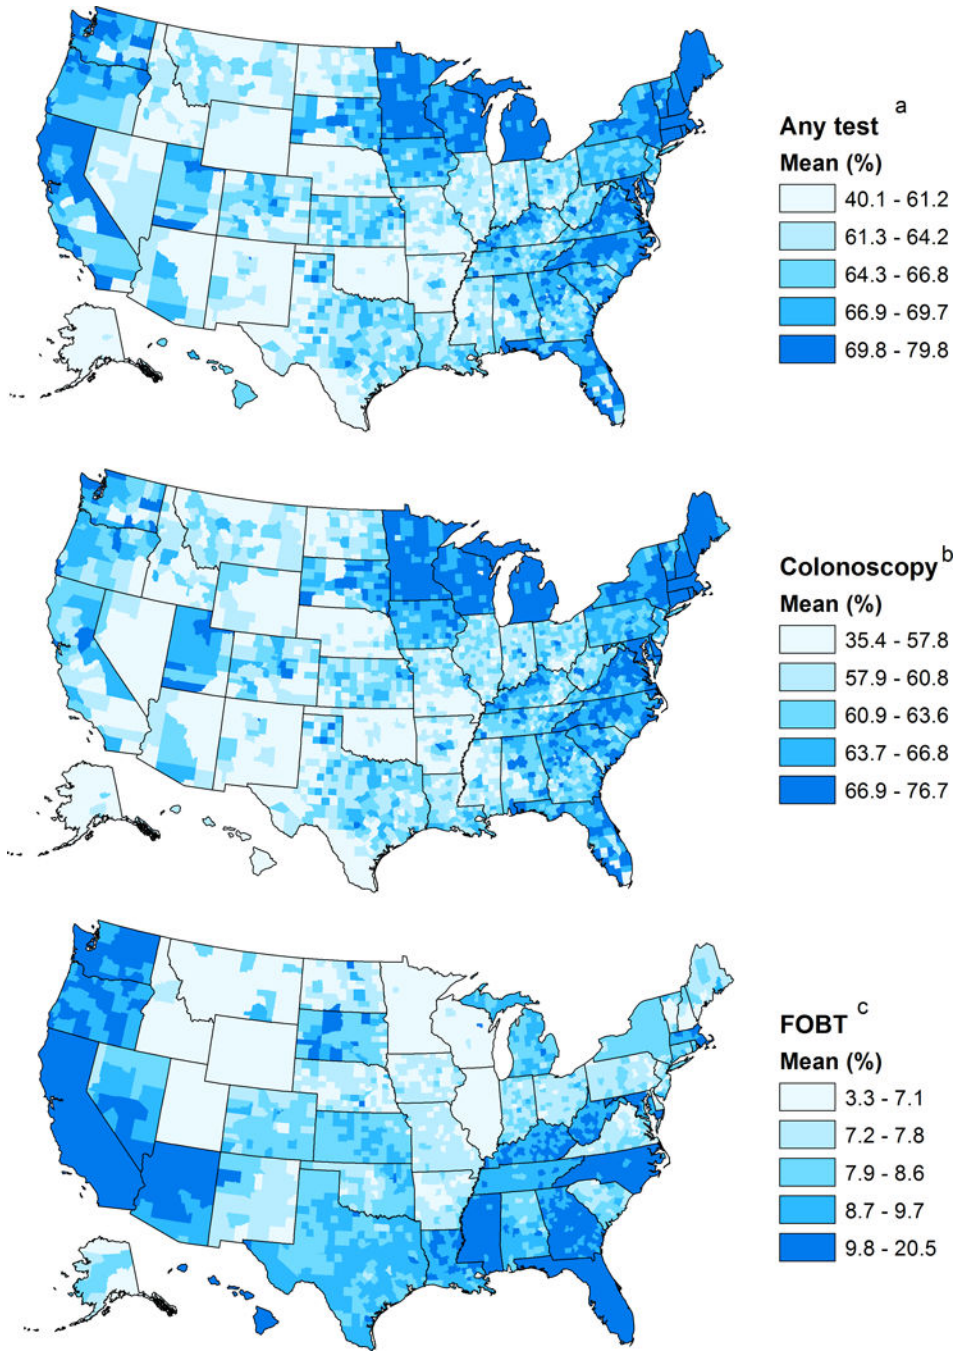 Any test a
Mean (%)
40.1 - 61.2
61.3 - 64.2
64.3 - 66.8
66.9 - 69.7
69.8 - 79.8
Colonoscopy b
Mean (%)
35.4 - 57.8
57.9 - 60.8
60.9 - 63.6
63.7 - 66.8
66.9 - 76.7
FOBT c
Mean (%)
3.3 - 7.1
7.2 - 7.8
7.9 - 8.6
8.7 - 9.7
9.8 - 20.5